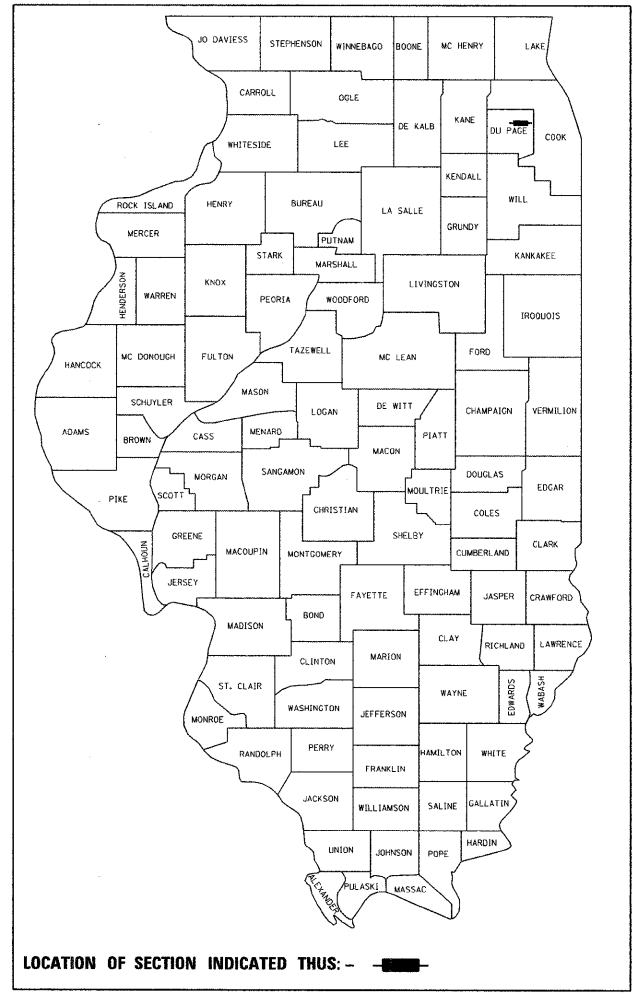 JO DAVIESS STEPHENSON WINNEBAGO BOONE MC HENRY LAKE
CARROLL OGLE DE KALB KANE DU PAGE COOK
WHITESIDE LEE KENDALL
ROCK ISLAND HENRY BUREAU LA SALLE WILL
MERCER PUTNAM GRUNDY
STARK MARSHALL KANKAKEE
HENDERSON WARREN KNOX PEORIA WOODFORD LIVINGSTON IROQUOIS
HANCOCK MC DONOUGH FULTON TAZEWELL MC LEAN FORD
MASON
SCHUYLER LOGAN DE WITT CHAMPAIGN VERMILION
ADAMS BROWN CASS MENARD MACON PIATT
SANGAMON DOUGLAS
PIKE SCOTT MORGAN CHRISTIAN MOULTRIE EDGAR
COLES
CALHOUN GREENE MACOUPIN MONTGOMERY SHELBY CUMBERLAND CLARK
JERSEY FAYETTE EFFINGHAM JASPER CRAWFORD
MADISON BOND
CLINTON MARION CLAY RICHLAND LAWRENCE
ST. CLAIR WAYNE EDWARDS WABASH
MONROE WASHINGTON JEFFERSON
RANDOLPH PERRY HAMILTON WHITE
FRANKLIN
JACKSON WILLIAMSON SALINE GALLATIN
UNION JOHNSON POPE HARDIN
ALEXANDER PULASKI MASSAC
LOCATION OF SECTION INDICATED THUS: –